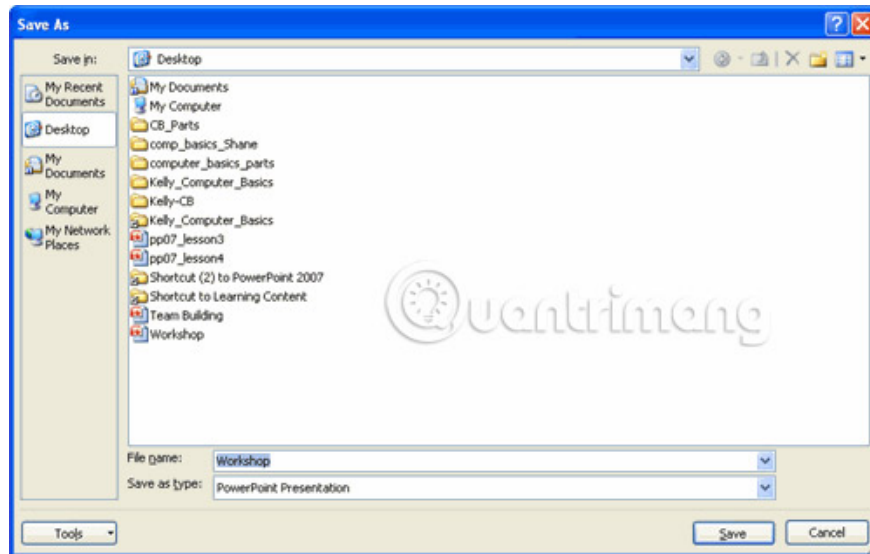 Save As
Save in:
Desktop
My Recent
Documents
Desktop
My
Documents
My
Computer
My Network
Places
My Documents
My Computer
CB_Parts
comp_basics_Shane
computer_basics_parts
Kelly_Computer_Basics
Kelly-CB
Kelly_Computer_Basics
pp07_lesson3
pp07_lesson4
Shortcut (2) to PowerPoint 2007
Shortcut to Learning Content
Team Building
Workshop
Quantrimang
File name:
Workshop
Save as type:
PowerPoint Presentation
Tools
Save
Cancel